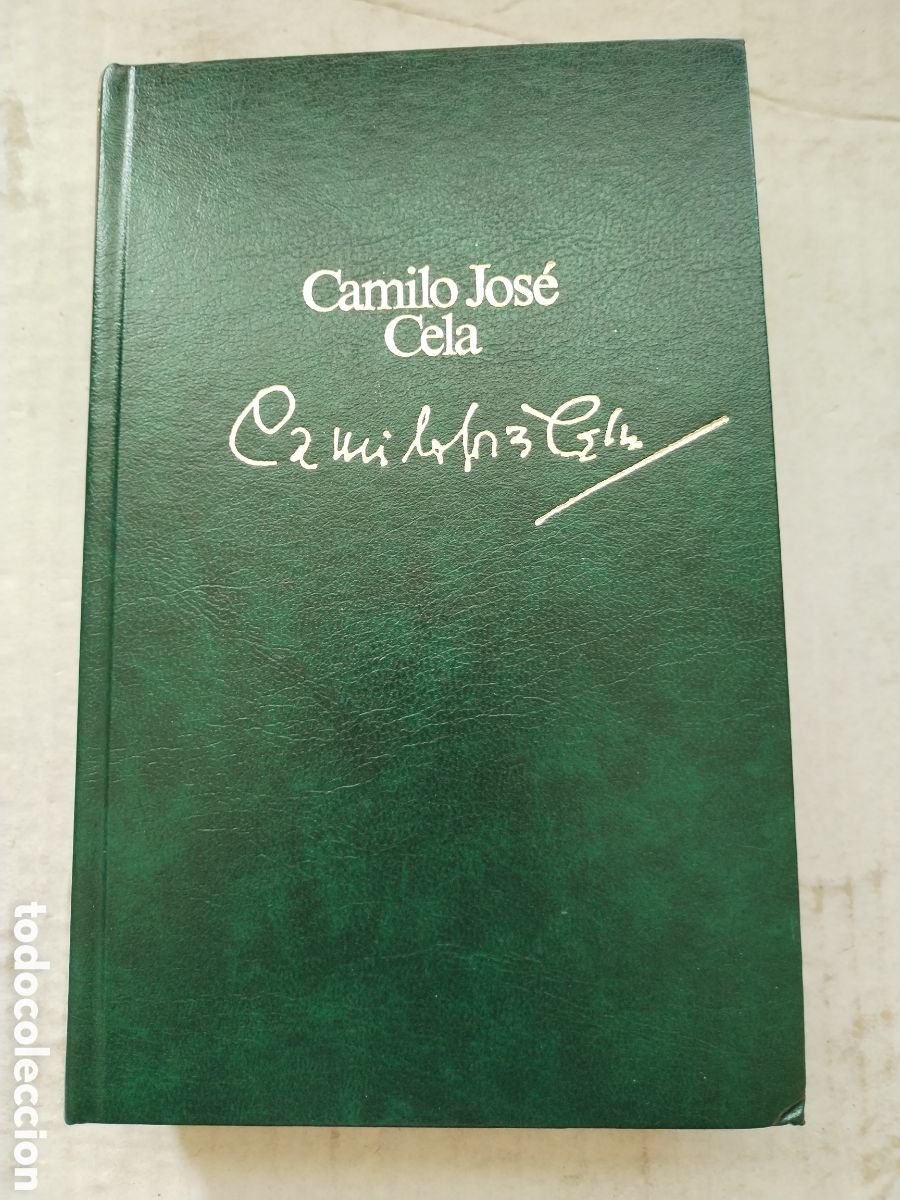 Camilo José
Cela
Camilo José Cela
todocoleccion